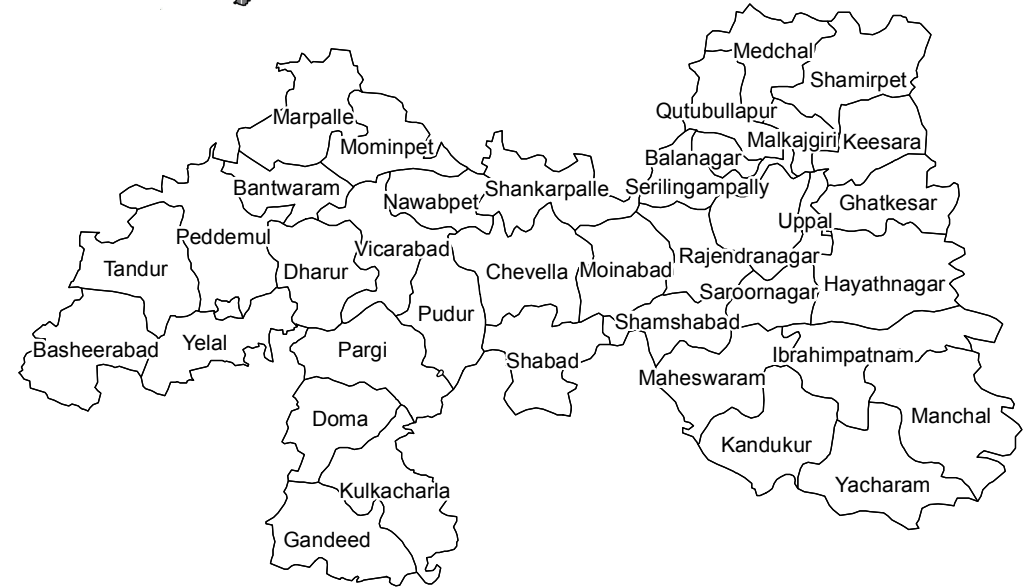 Medchal
Shamirpet
Qutubullapur
Marpalle
Malkajgiri
Keesara
Mominpet
Balanagar
Bantwaram
Shankarpalle
Serilingampally
Nawabpet
Ghatkesar
Uppal
Peddemul
Vicarabad
Rajendranagar
Tandur
Dharur
Chevella
Moinabad
Hayathnagar
Saroornagar
Pudur
Shamshabad
Yelal
Basheerabad
Pargi
Ibrahimpatnam
Shabad
Maheswaram
Doma
Manchal
Kandukur
Yacharam
Kulkacharla
Gandeed